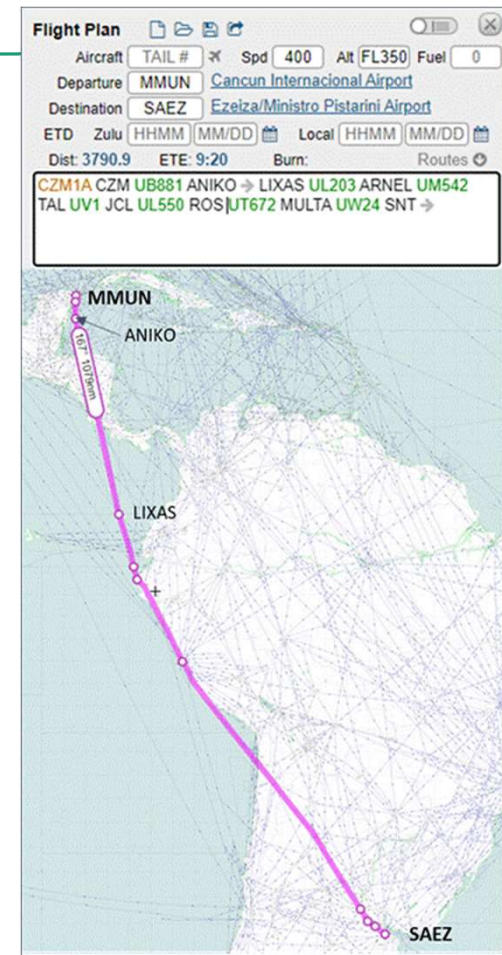 Flight Plan
Aircraft TAIL # Spd 400 Alt FL350 Fuel 0
Departure MMUN Cancun Internacional Airport
Destination SAEZ Ezeiza/Ministro Pistarini Airport
ETD Zulu HHMM MM/DD Local HHMM MM/DD
Dist: 3790.9 ETE: 9:20 Burn: Routes
CZM1A CZM UB881 ANIKO → LIXAS UL203 ARNEL UM542
TAL UV1 JCL UL550 ROS UT672 MULTA UW24 SNT →
MMUN
ANIKO
167° 1079nm
LIXAS
SAEZ